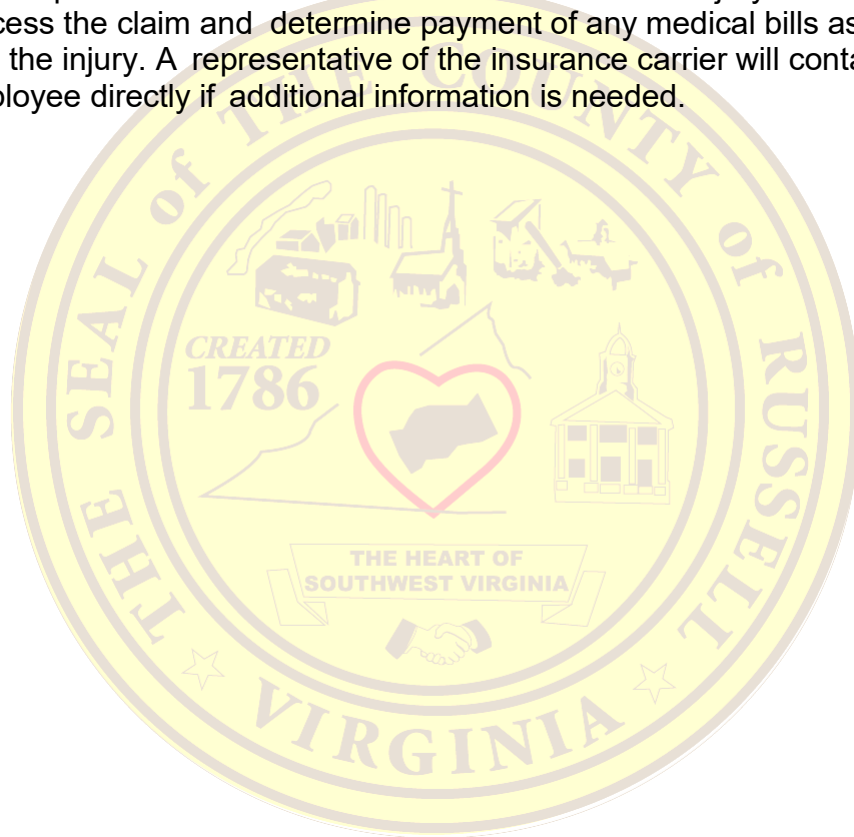 cess the claim and determine payment of any medical bills as
the injury. A representative of the insurance carrier will conta
ployee directly if additional information is needed.
THE SEAL of THE COUNTY of RUSSELL
CREATED
1786
THE HEART OF
SOUTHWEST VIRGINIA
VIRGINIA